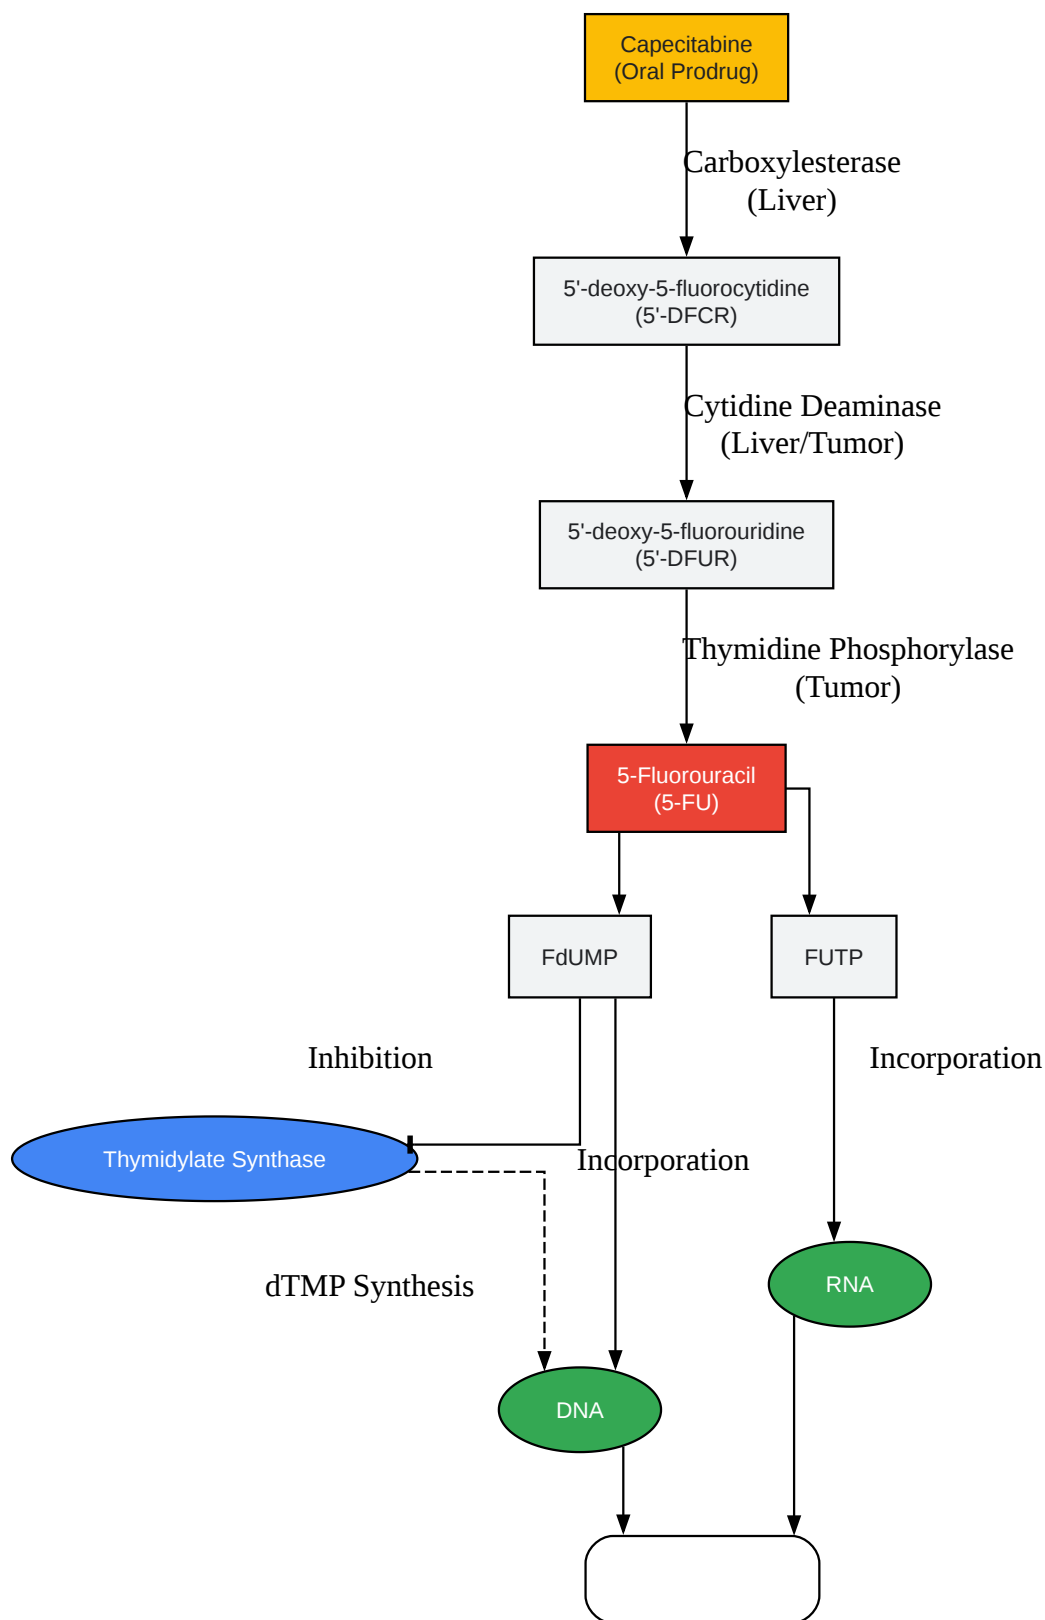 Capecitabine
(Oral Prodrug)
Carboxylesterase
(Liver)
5'-deoxy-5-fluorocytidine
(5'-DFCR)
Cytidine Deaminase
(Liver/Tumor)
5'-deoxy-5-fluorouridine
(5'-DFUR)
Thymidine Phosphorylase
(Tumor)
5-Fluorouracil
(5-FU)
FdUMP
FUTP
Inhibition
Incorporation
Thymidylate Synthase
Incorporation
dTMP Synthesis
RNA
DNA